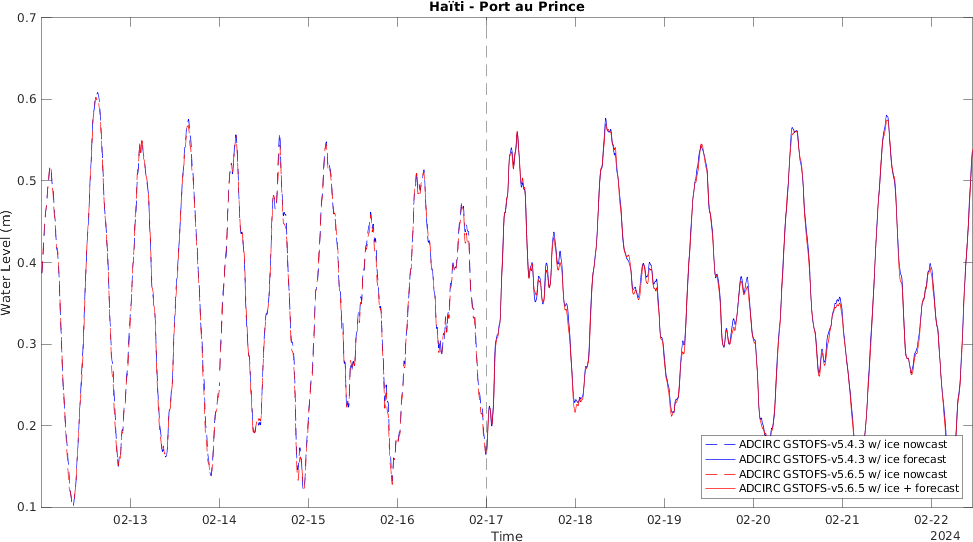 Haïti - Port au Prince
0.7
0.6
0.5
0.4
0.3
0.2
0.1
Water Level (m)
ADCIRC GSTOFS-v5.4.3 w/ ice nowcast
ADCIRC GSTOFS-v5.4.3 w/ ice forecast
ADCIRC GSTOFS-v5.6.5 w/ ice nowcast
ADCIRC GSTOFS-v5.6.5 w/ ice + forecast
02-13 02-14 02-15 02-16 02-17 02-18 02-19 02-20 02-21 02-22
2024
Time